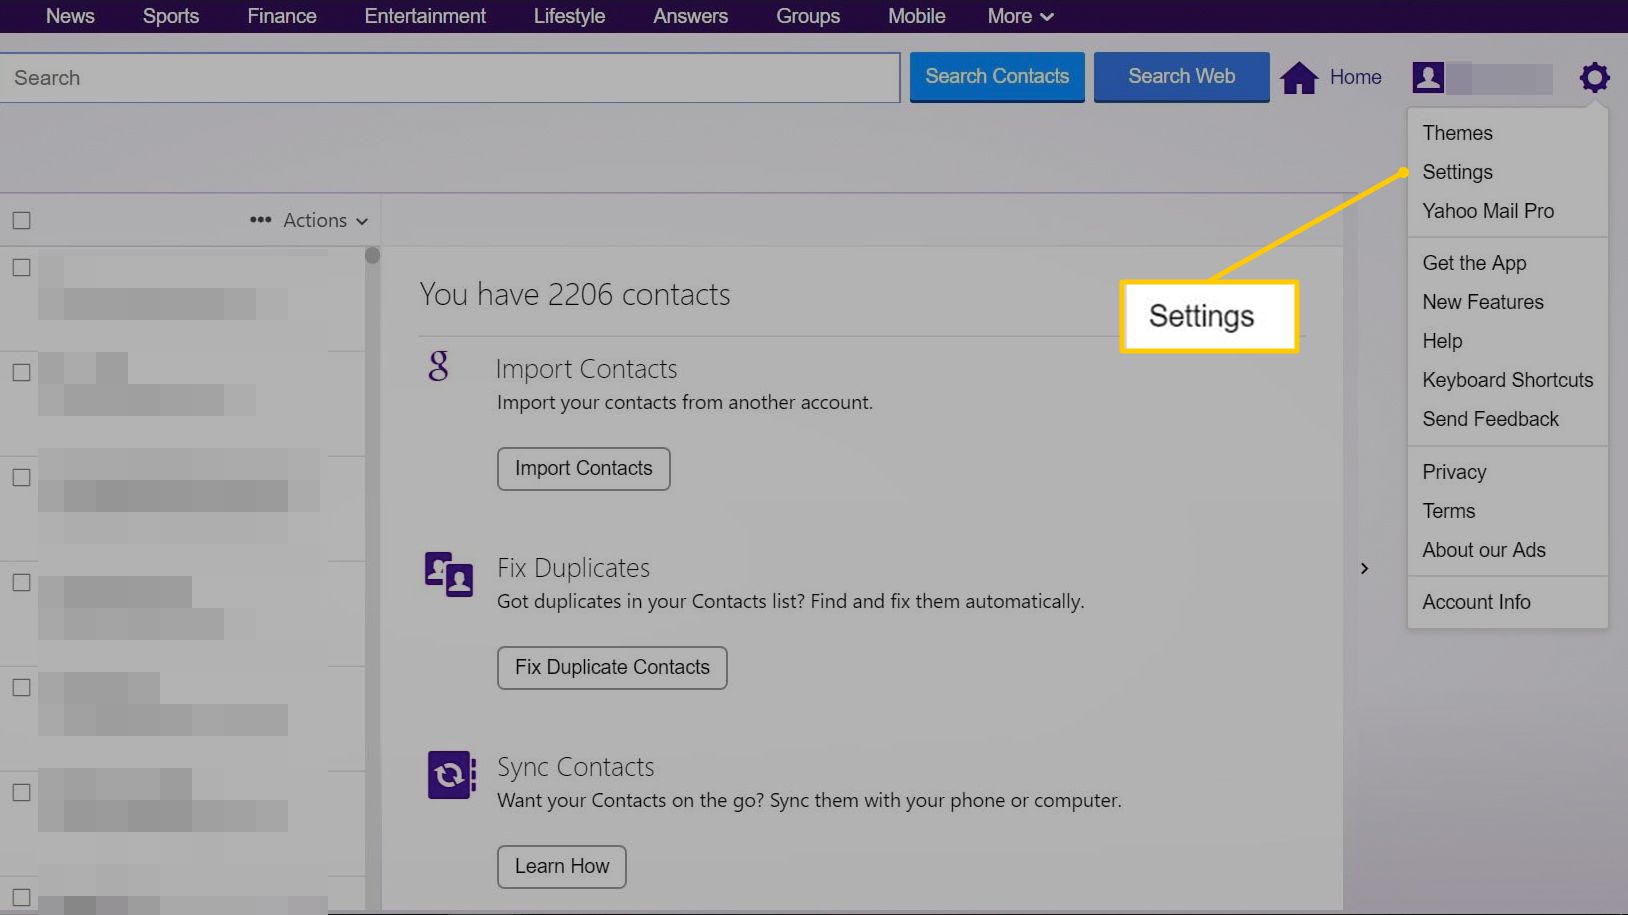 News Sports Finance Entertainment Lifestyle Answers Groups Mobile More
Search Search Contacts Search Web Home
Themes
Settings
Yahoo Mail Pro
Get the App
New Features
Help
Keyboard Shortcuts
Send Feedback
Privacy
Terms
About our Ads
Account Info
Settings
••• Actions
You have 2206 contacts
g
Import Contacts
Import your contacts from another account.
Import Contacts
Fix Duplicates
Got duplicates in your Contacts list? Find and fix them automatically.
Fix Duplicate Contacts
Sync Contacts
Want your Contacts on the go? Sync them with your phone or computer.
Learn How